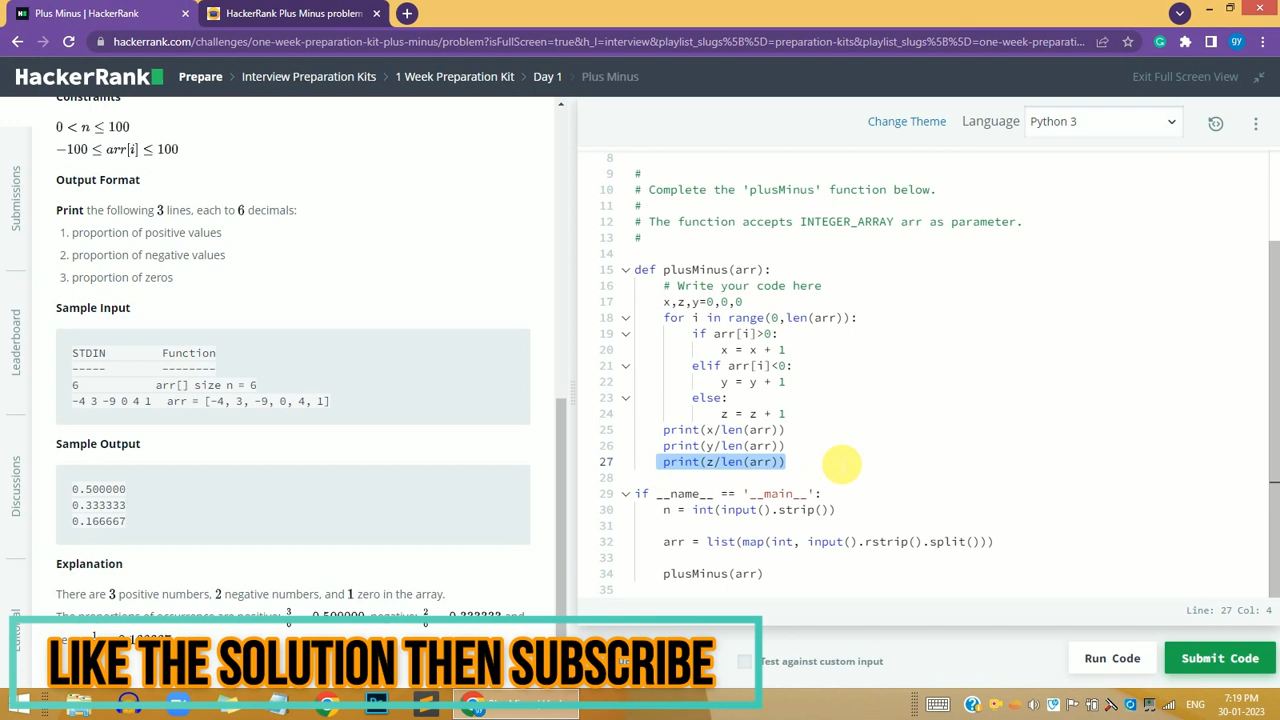 Plus Minus | HackerRank
HackerRank Plus Minus problem
hackerrank.com/challenges/one-week-preparation-kit-plus-minus/problem?isFullScreen=true&h_l=interview&playlist_slugs%5B%5D=preparation-kits&playlist_slugs%5B%5D=one-week-prepara...
gy
HackerRank
Prepare
Interview Preparation Kits
1 Week Preparation Kit
Day 1
Plus Minus
Exit Full Screen View
Submissions
Leaderboard
Discussions
Constraints
0 < n ≤ 100
−100 ≤ arr[i] ≤ 100
Output Format
Print the following 3 lines, each to 6 decimals:
1. proportion of positive values
2. proportion of negative values
3. proportion of zeros
Sample Input
STDIN Function
----- --------
6 arr[] size n = 6
-4 3 -9 0 4 1 arr = [-4, 3, -9, 0, 4, 1]
Sample Output
0.500000
0.333333
0.166667
Explanation
There are 3 positive numbers, 2 negative numbers, and 1 zero in the array.
Change Theme
Language
Python 3
8
9 #
10 # Complete the 'plusMinus' function below.
11 #
12 # The function accepts INTEGER_ARRAY arr as parameter.
13 #
14
15 def plusMinus(arr):
16 # Write your code here
17 x,z,y=0,0,0
18 for i in range(0,len(arr)):
19 if arr[i]>0:
20 x = x + 1
21 elif arr[i]<0:
22 y = y + 1
23 else:
24 z = z + 1
25 print(x/len(arr))
26 print(y/len(arr))
27 print(z/len(arr))
28
29 if __name__ == '__main__':
30 n = int(input().strip())
31
32 arr = list(map(int, input().rstrip().split()))
33
34 plusMinus(arr)
35
Line: 27 Col: 4
LIKE THE SOLUTION THEN SUBSCRIBE
Test against custom input
Run Code
Submit Code
ENG
7:19 PM
30-01-2023